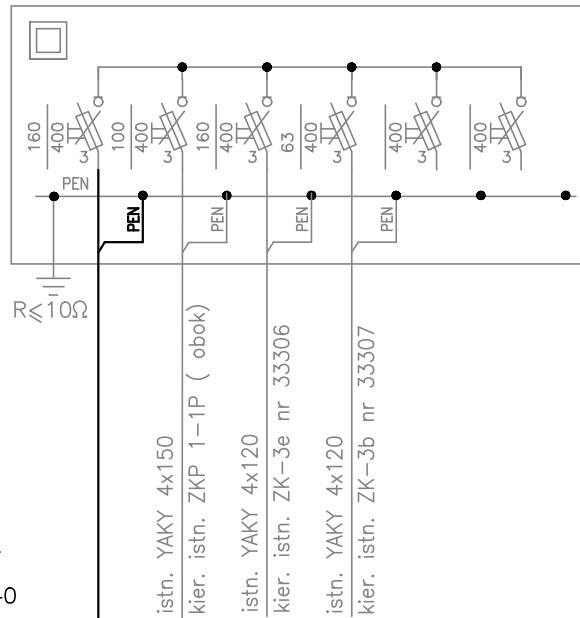 160
400
3
100
400
3
160
400
3
63
400
3
400
3
400
3
PEN
PEN
PEN
PEN
PEN
R≤10Ω
istn. YAKY 4x150
kier. istn. ZKP 1-1P ( obok)
istn. YAKY 4x120
kier. istn. ZK-3e nr 33306
istn. YAKY 4x120
kier. istn. ZK-3b nr 33307